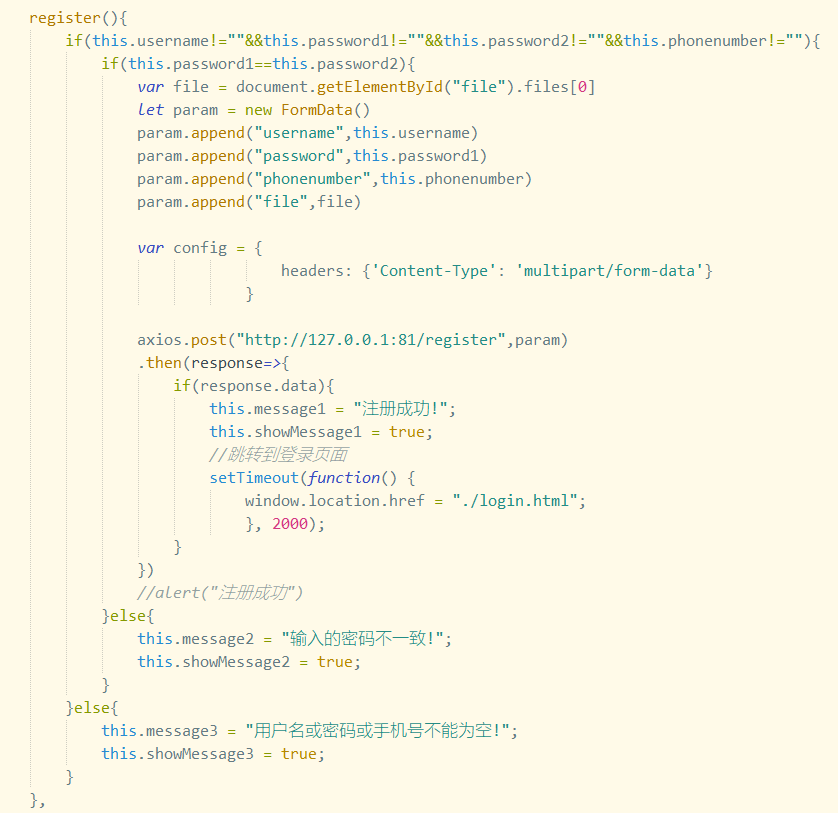 register(){
    if(this.username!=""&&this.password1!=""&&this.password2!=""&&this.phonenumber!=""){
        if(this.password1==this.password2){
            var file = document.getElementById("file").files[0]
            let param = new FormData()
            param.append("username",this.username)
            param.append("password",this.password1)
            param.append("phonenumber",this.phonenumber)
            param.append("file",file)

            var config = {
                            headers: {'Content-Type': 'multipart/form-data'}
                        }

            axios.post("http://127.0.0.1:81/register",param)
            .then(response=>{
                if(response.data){
                    this.message1 = "注册成功!";
                    this.showMessage1 = true;
                    //跳转到登录页面
                    setTimeout(function() {
                        window.location.href = "./login.html";
                        }, 2000);
                }
            })
            //alert("注册成功")
        }else{
            this.message2 = "输入的密码不一致!";
            this.showMessage2 = true;
        }
    }else{
        this.message3 = "用户名或密码或手机号不能为空!";
        this.showMessage3 = true;
    }
},